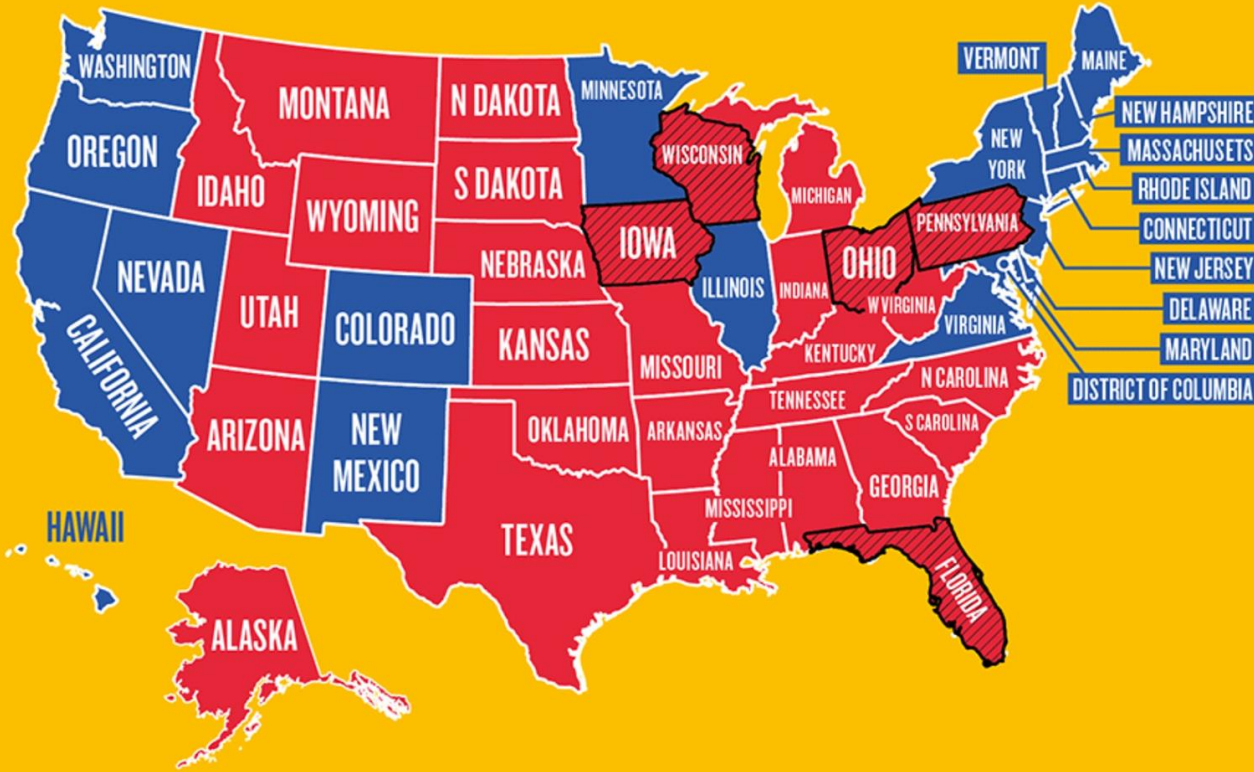 WASHINGTON
OREGON
CALIFORNIA
NEVADA
IDAHO
MONTANA
WYOMING
UTAH
COLORADO
ARIZONA
NEW
MEXICO
N DAKOTA
S DAKOTA
NEBRASKA
KANSAS
OKLAHOMA
TEXAS
MINNESOTA
IOWA
MISSOURI
ARKANSAS
LOUISIANA
WISCONSIN
ILLINOIS
MICHIGAN
INDIANA
OHIO
KENTUCKY
TENNESSEE
MISSISSIPPI
ALABAMA
GEORGIA
FLORIDA
S CAROLINA
N CAROLINA
VIRGINIA
W VIRGINIA
PENNSYLVANIA
NEW
YORK
VERMONT
MAINE
NEW HAMPSHIRE
MASSACHUSETS
RHODE ISLAND
CONNECTICUT
NEW JERSEY
DELAWARE
MARYLAND
DISTRICT OF COLUMBIA
HAWAII
ALASKA